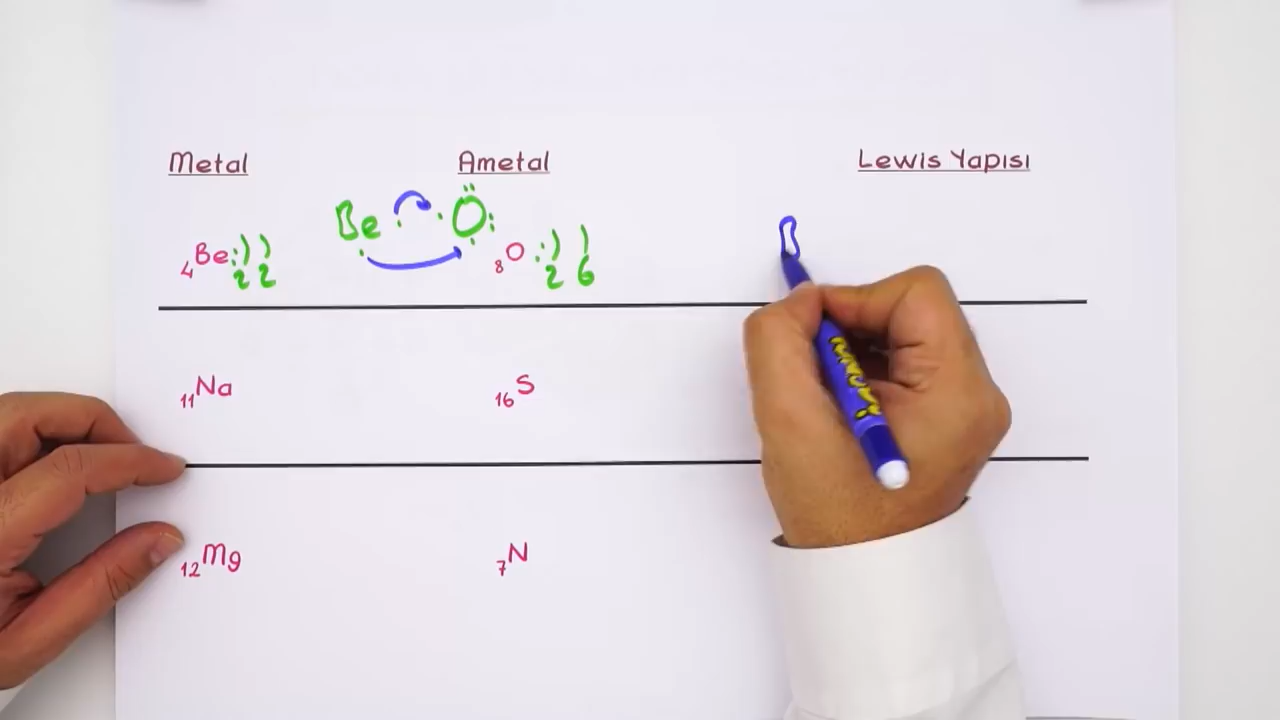 Metal Ametal Lewis Yapısı
Be O
4Be:)) 8O:))
2 2 2 6
11Na 16S
12Mg 7N